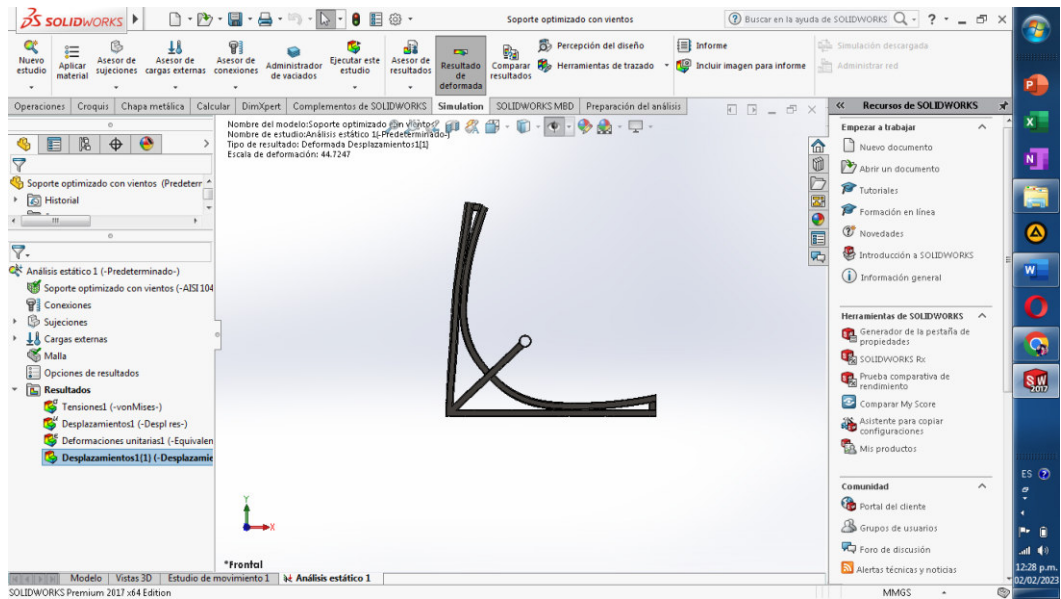 SOLIDWORKS
Soporte optimizado con vientos
Buscar en la ayuda de SOLIDWORKS
Nuevo estudio
Aplicar material
Asesor de sujeciones
Asesor de cargas externas
Asesor de conexiones
Administrador de vaciados
Ejecutar este estudio
Asesor de resultados
Resultado de deformada
Comparar resultados
Percepción del diseño
Herramientas de trazado
Informe
Incluir imagen para informe
Simulación descargada
Administrar red
Operaciones
Croquis
Chapa metálica
Calcular
DimXpert
Complementos de SOLIDWORKS
Simulation
SOLIDWORKS MBD
Preparación del análisis
Soporte optimizado con vientos (Predeterr
Historial
Análisis estático 1 (-Predeterminado-)
Soporte optimizado con vientos (-AISI 104
Conexiones
Sujeciones
Cargas externas
Malla
Opciones de resultados
Resultados
Tensiones1 (-vonMises-)
Desplazamientos1 (-Despl res-)
Deformaciones unitarias1 (-Equivalen
Desplazamientos1(1) (-Desplazamie
Nombre del modelo:Soporte optimizado con vientos
Nombre de estudio:Análisis estático 1(-Predeterminado-)
Tipo de resultado: Deformada Desplazamientos1(1)
Escala de deformación: 44.7247
Y
X
*Frontal
Modelo
Vistas 3D
Estudio de movimiento 1
Análisis estático 1
SOLIDWORKS Premium 2017 x64 Edition
MMGS
Recursos de SOLIDWORKS
Empezar a trabajar
Nuevo documento
Abrir un documento
Tutoriales
Formación en línea
Novedades
Introducción a SOLIDWORKS
Información general
Herramientas de SOLIDWORKS
Generador de la pestaña de propiedades
SOLIDWORKS Rx
Prueba comparativa de rendimiento
Comparar My Score
Asistente para copiar configuraciones
Mis productos
Comunidad
Portal del cliente
Grupos de usuarios
Foro de discusión
Alertas técnicas y noticias
SW
2017
ES
12:28 p.m.
02/02/2023